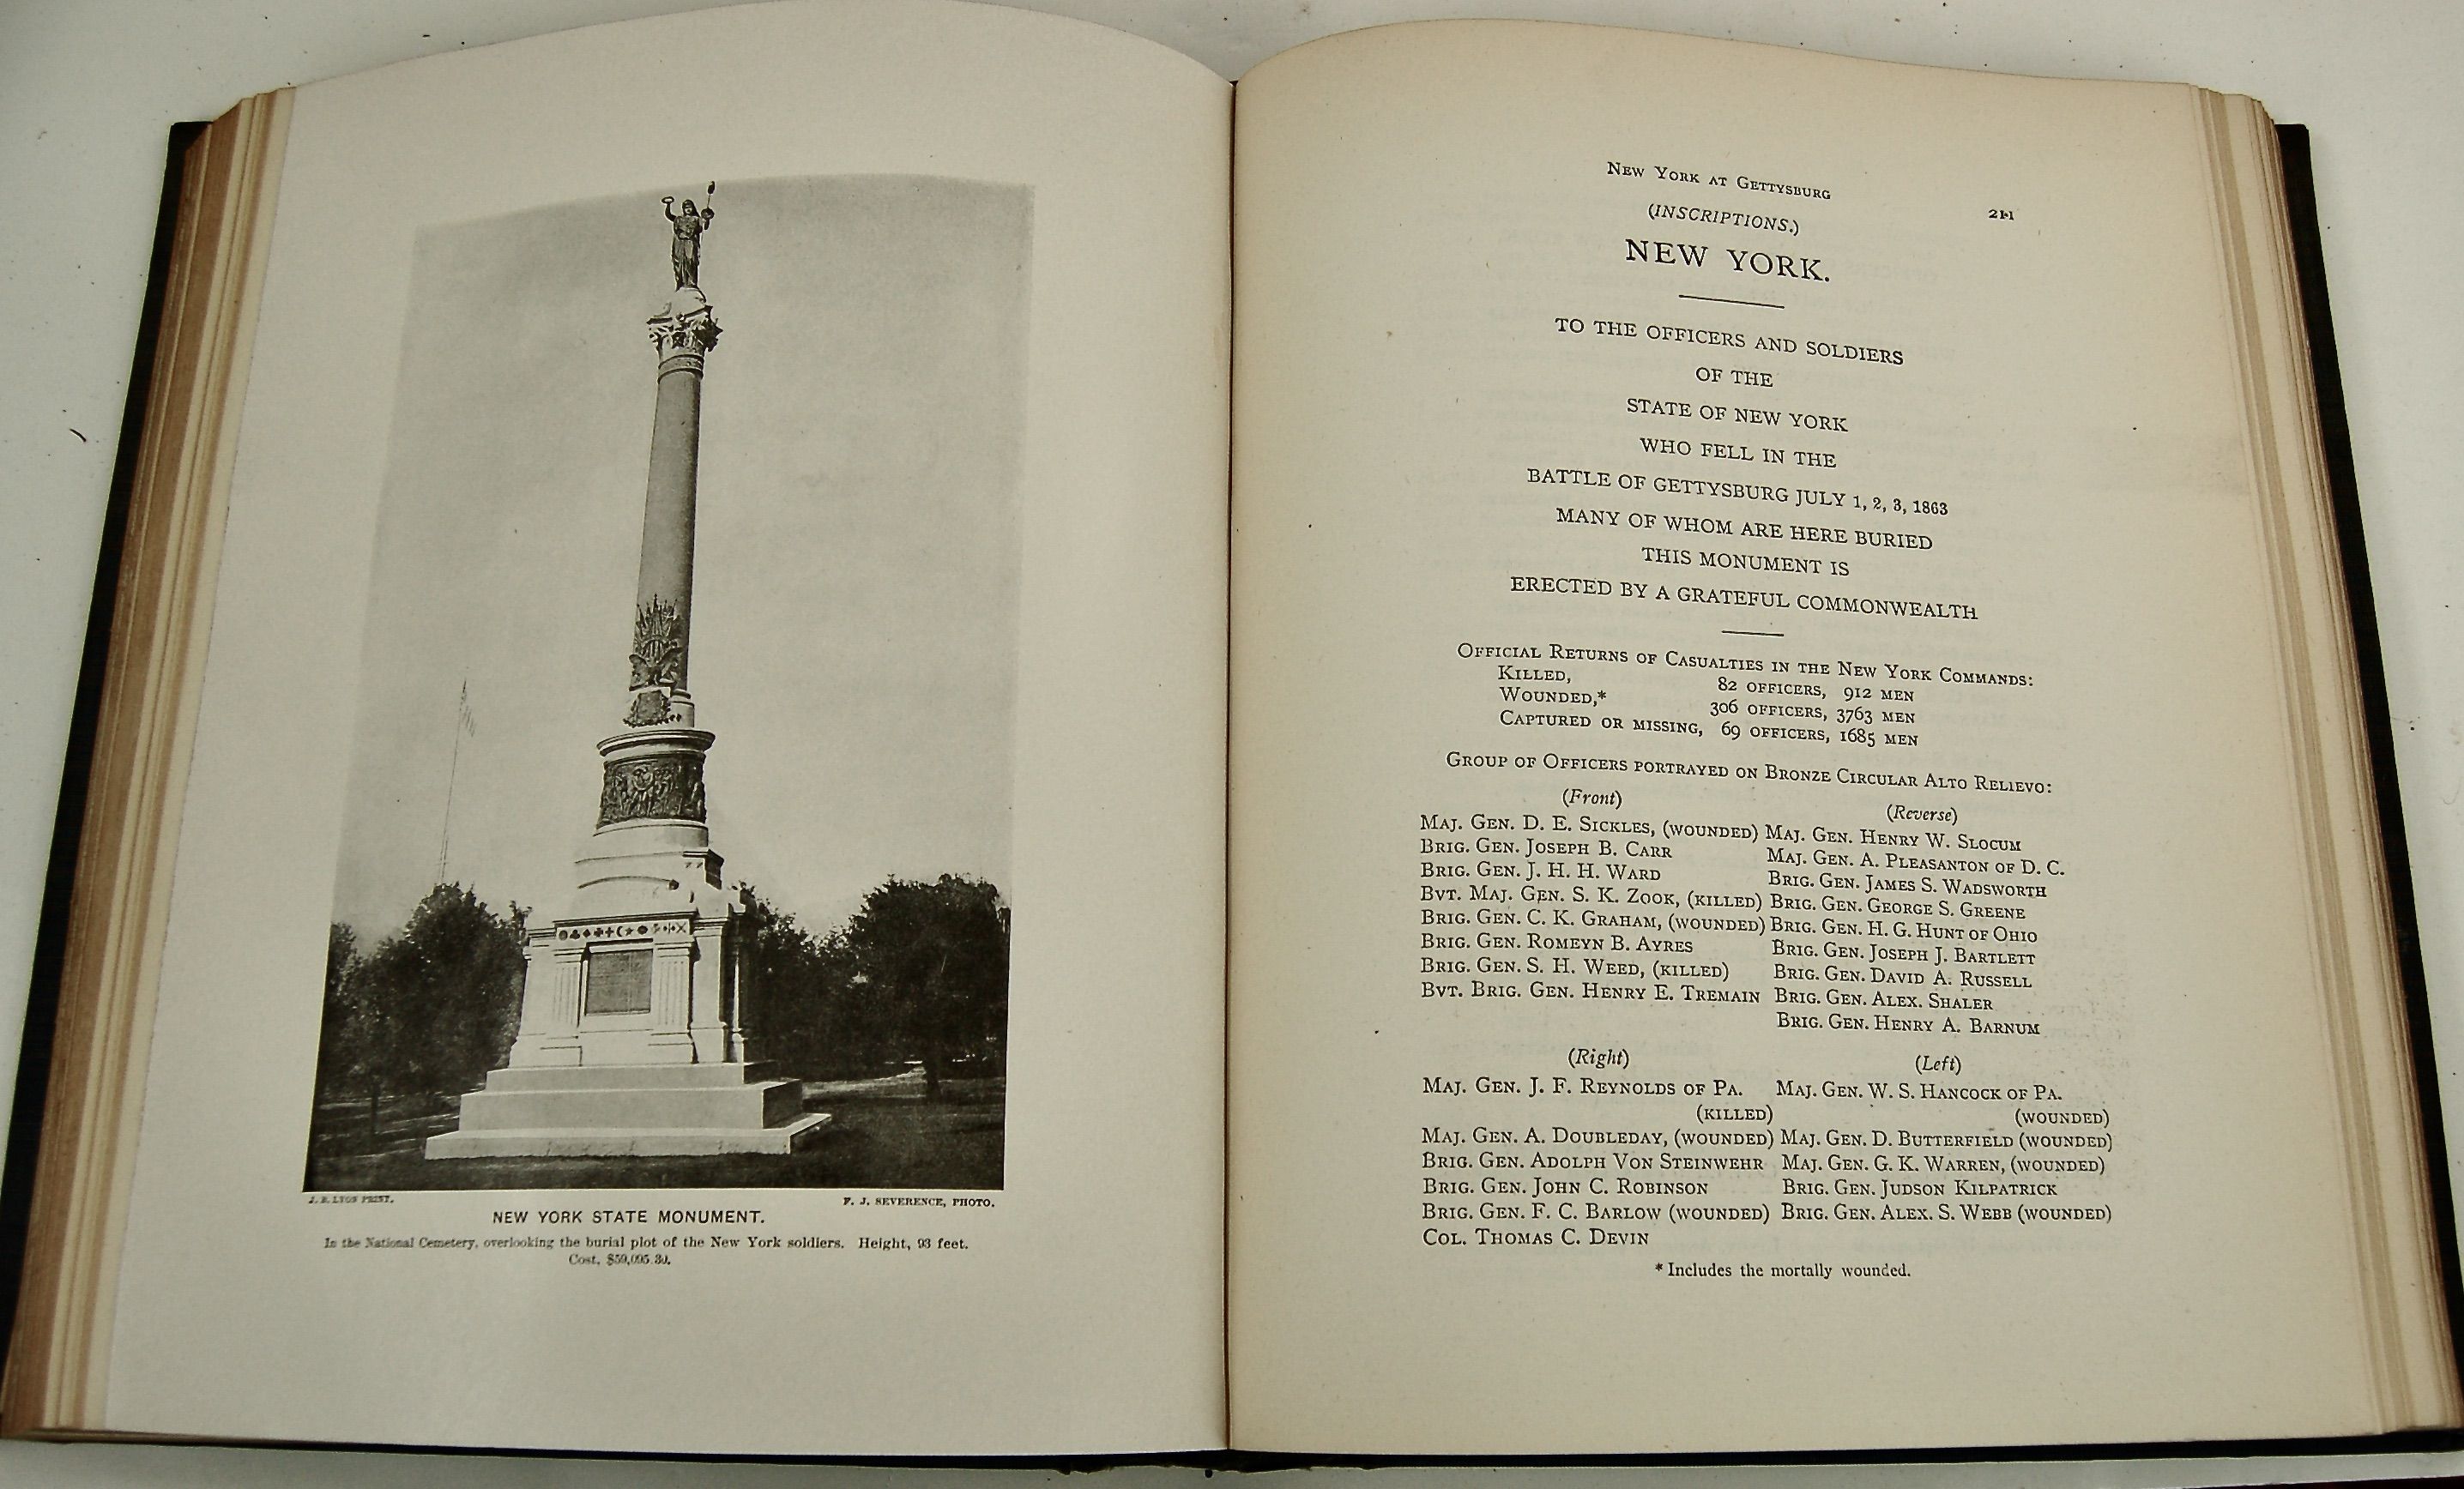 J. B. LYON PRINT.
F. J. SEVERENCE, PHOTO.
NEW YORK STATE MONUMENT.
In the National Cemetery, overlooking the burial plot of the New York soldiers. Height, 93 feet.
Cost, $59,095.30.
NEW YORK AT GETTYSBURG
211
(INSCRIPTIONS.)
NEW YORK.
TO THE OFFICERS AND SOLDIERS
OF THE
STATE OF NEW YORK
WHO FELL IN THE
BATTLE OF GETTYSBURG JULY 1, 2, 3, 1863
MANY OF WHOM ARE HERE BURIED
THIS MONUMENT IS
ERECTED BY A GRATEFUL COMMONWEALTH
OFFICIAL RETURNS OF CASUALTIES IN THE NEW YORK COMMANDS:
KILLED, 82 OFFICERS, 912 MEN
WOUNDED,* 306 OFFICERS, 3763 MEN
CAPTURED OR MISSING, 69 OFFICERS, 1685 MEN
GROUP OF OFFICERS PORTRAYED ON BRONZE CIRCULAR ALTO RELIEVO:
(Front)
MAJ. GEN. D. E. SICKLES, (WOUNDED)
BRIG. GEN. JOSEPH B. CARR
BRIG. GEN. J. H. H. WARD
BVT. MAJ. GEN. S. K. ZOOK, (KILLED)
BRIG. GEN. C. K. GRAHAM, (WOUNDED)
BRIG. GEN. ROMEYN B. AYRES
BRIG. GEN. S. H. WEED, (KILLED)
BVT. BRIG. GEN. HENRY E. TREMAIN
(Reverse)
MAJ. GEN. HENRY W. SLOCUM
MAJ. GEN. A. PLEASANTON OF D. C.
BRIG. GEN. JAMES S. WADSWORTH
BRIG. GEN. GEORGE S. GREENE
BRIG. GEN. H. G. HUNT OF OHIO
BRIG. GEN. JOSEPH J. BARTLETT
BRIG. GEN. DAVID A. RUSSELL
BRIG. GEN. ALEX. SHALER
BRIG. GEN. HENRY A. BARNUM
(Right)
MAJ. GEN. J. F. REYNOLDS OF PA.
(KILLED)
MAJ. GEN. A. DOUBLEDAY, (WOUNDED)
BRIG. GEN. ADOLPH VON STEINWEHR
BRIG. GEN. JOHN C. ROBINSON
BRIG. GEN. F. C. BARLOW (WOUNDED)
COL. THOMAS C. DEVIN
(Left)
MAJ. GEN. W. S. HANCOCK OF PA.
(WOUNDED)
MAJ. GEN. D. BUTTERFIELD (WOUNDED)
MAJ. GEN. G. K. WARREN, (WOUNDED)
BRIG. GEN. JUDSON KILPATRICK
BRIG. GEN. ALEX. S. WEBB (WOUNDED)
* Includes the mortally wounded.